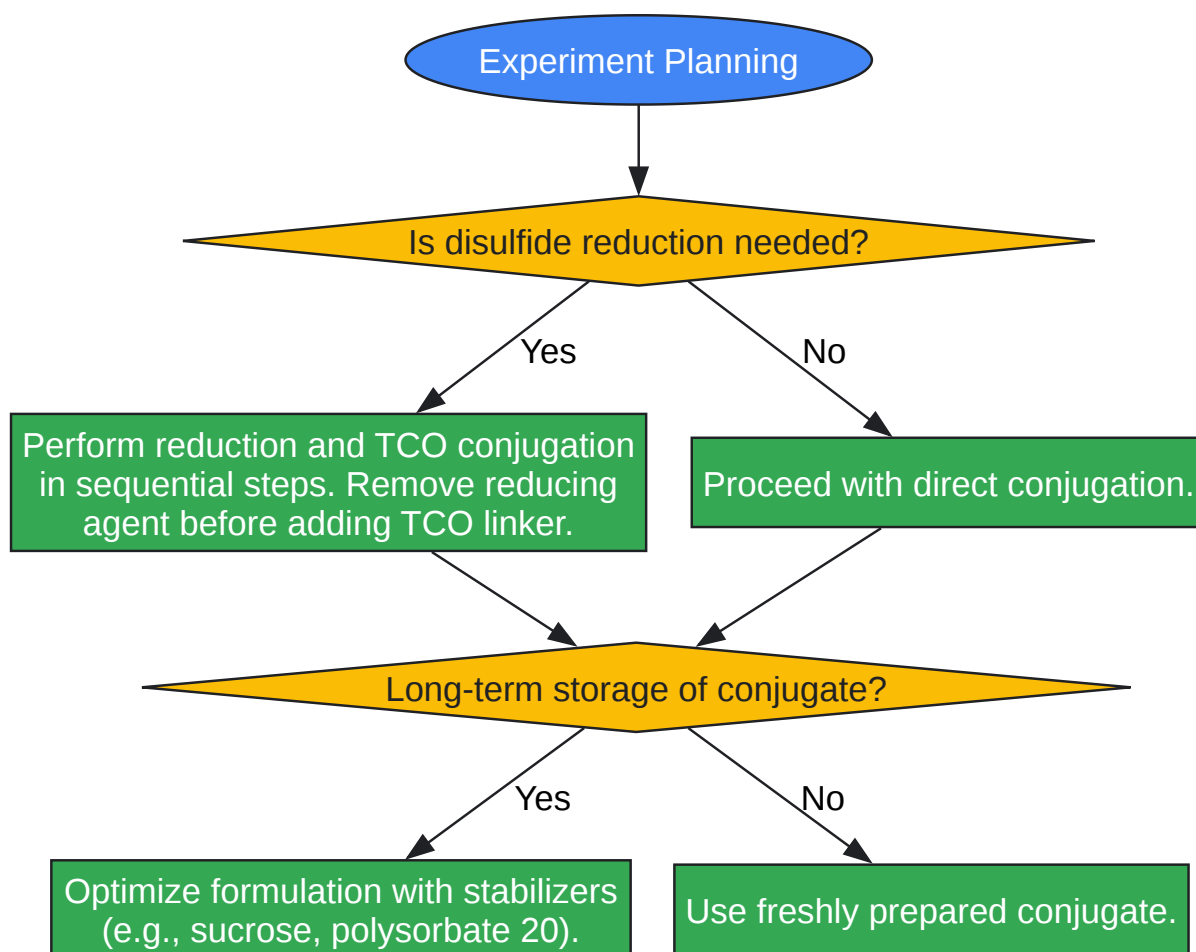 Experiment Planning
Is disulfide reduction needed?
Yes
No
Perform reduction and TCO conjugation
in sequential steps. Remove reducing
agent before adding TCO linker.
Proceed with direct conjugation.
Long-term storage of conjugate?
Yes
No
Optimize formulation with stabilizers
(e.g., sucrose, polysorbate 20).
Use freshly prepared conjugate.